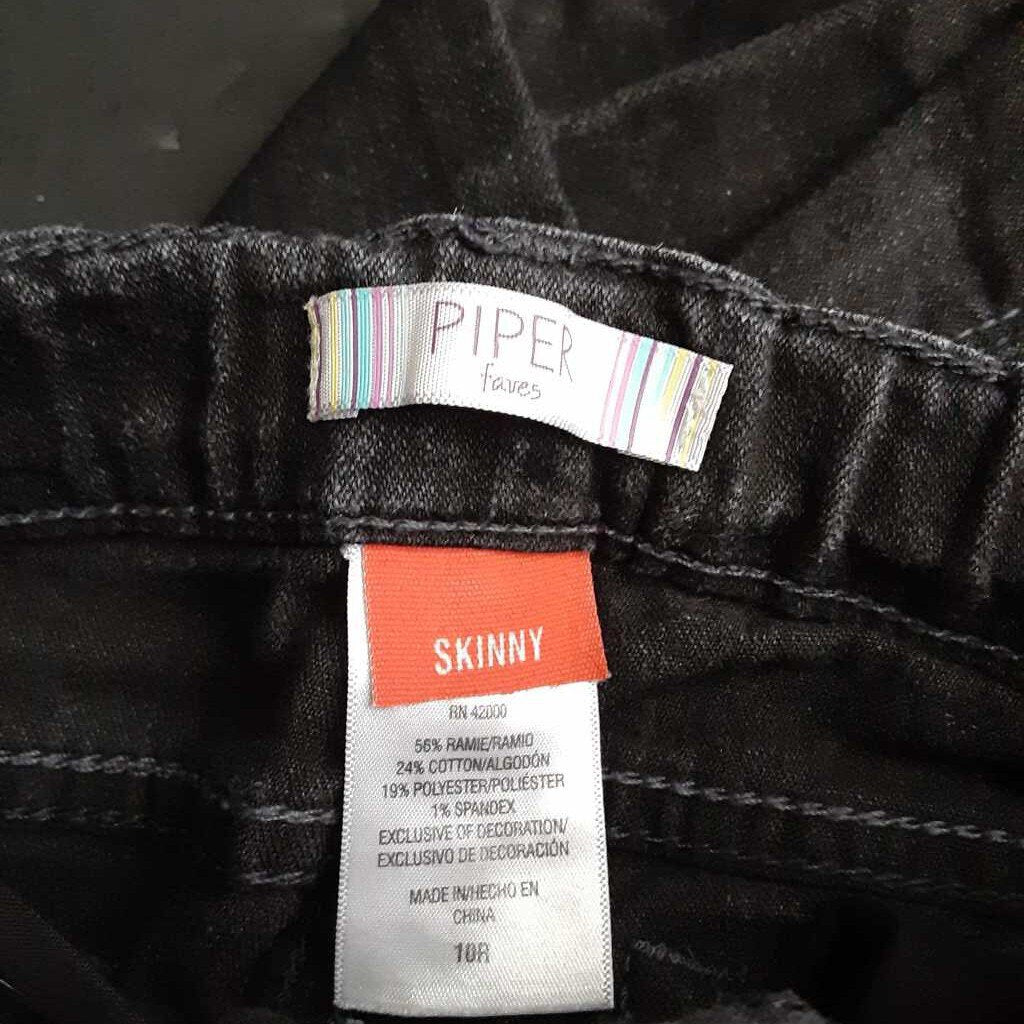 PIPER
faves
SKINNY
RN 42000
56% RAMIE/RAMIO
24% COTTON/ALGODÓN
19% POLYESTER/POLIÉSTER
1% SPANDEX
EXCLUSIVE OF DECORATION/
EXCLUSIVO DE DECORACIÓN
MADE IN/HECHO EN
CHINA
10R